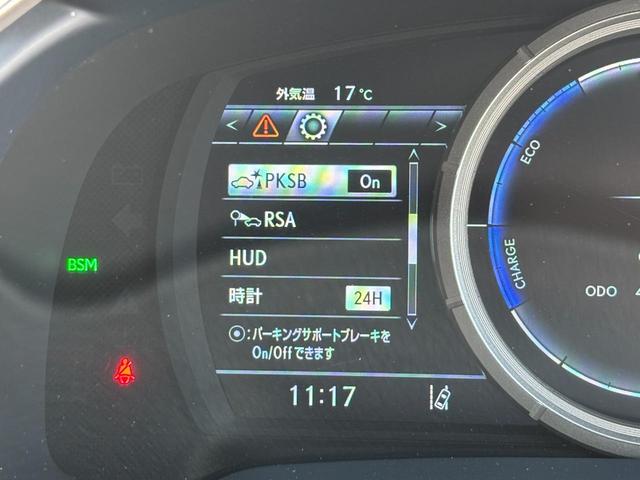 外気温 17℃
< >
PKSB On
RSA
HUD
時計 24H
⦿:パーキングサポートブレーキを
On/Offできます
11:17
BSM
ECO
CHARGE
ODO